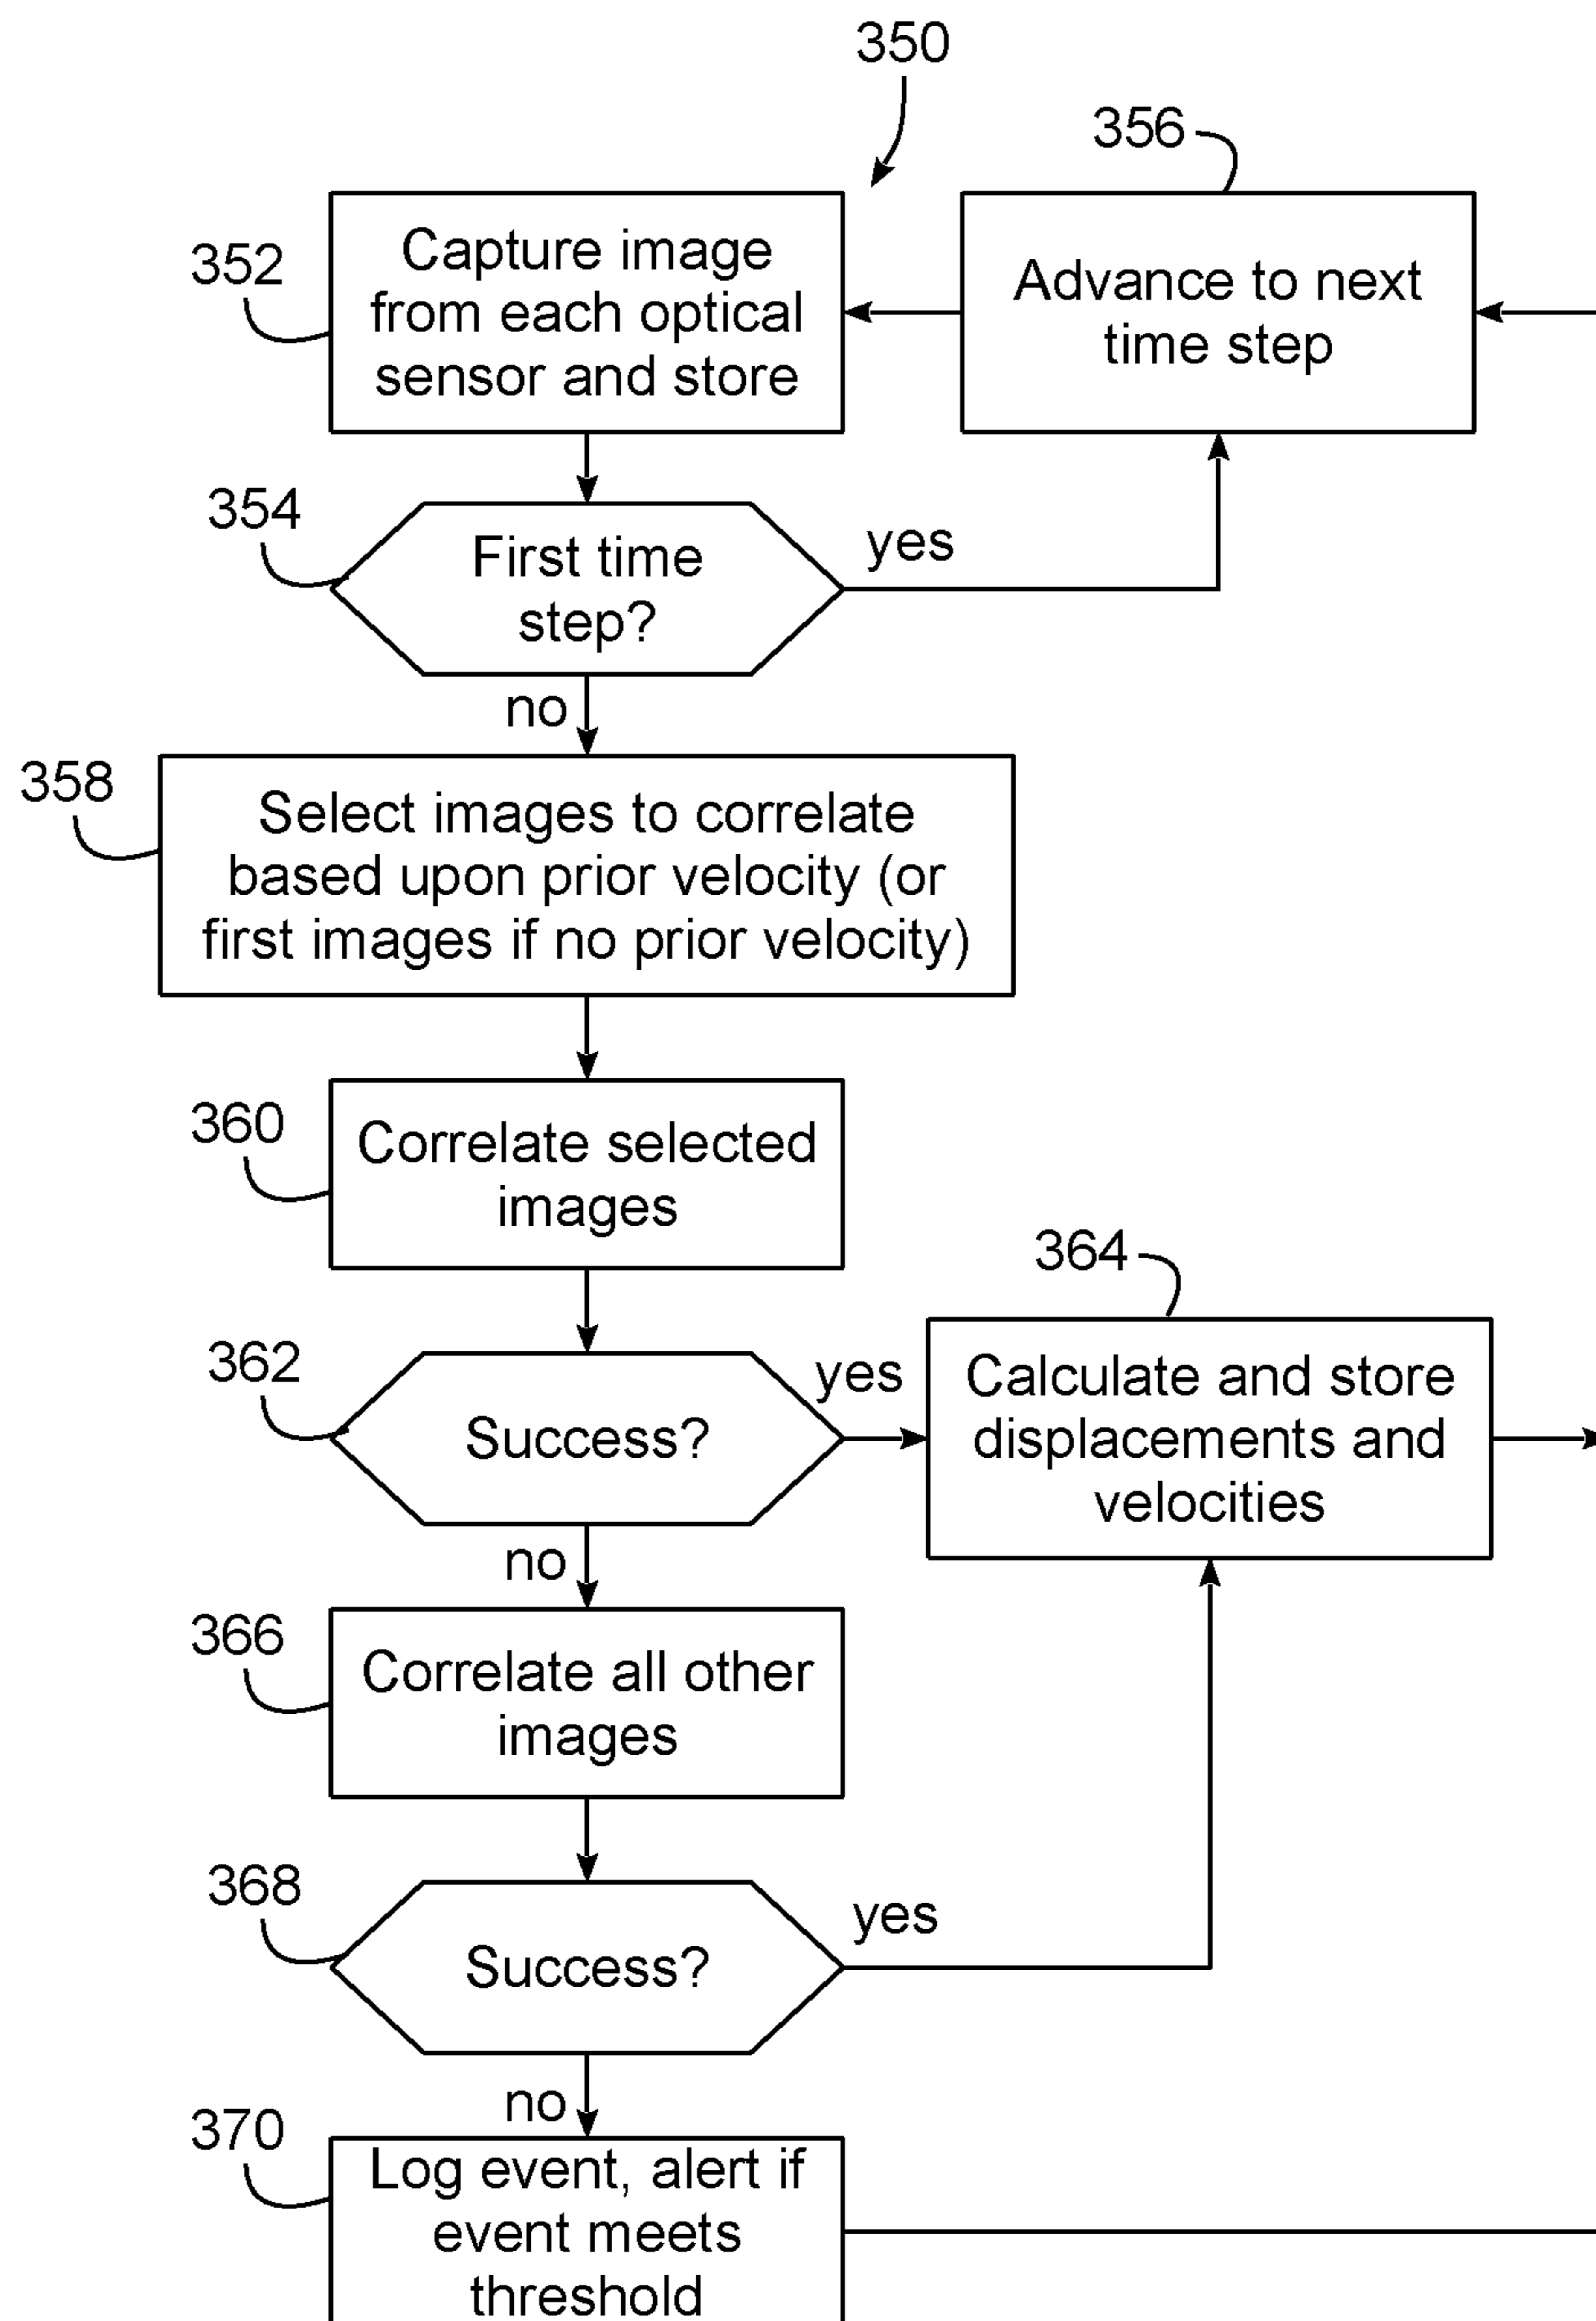 350
356
352
Capture image
from each optical
sensor and store
Advance to next
time step
354
First time
step?
yes
no
358
Select images to correlate
based upon prior velocity (or
first images if no prior velocity)
360
Correlate selected
images
364
362
Success?
yes
Calculate and store
displacements and
velocities
no
366
Correlate all other
images
368
Success?
yes
no
370
Log event, alert if
event meets
threshold